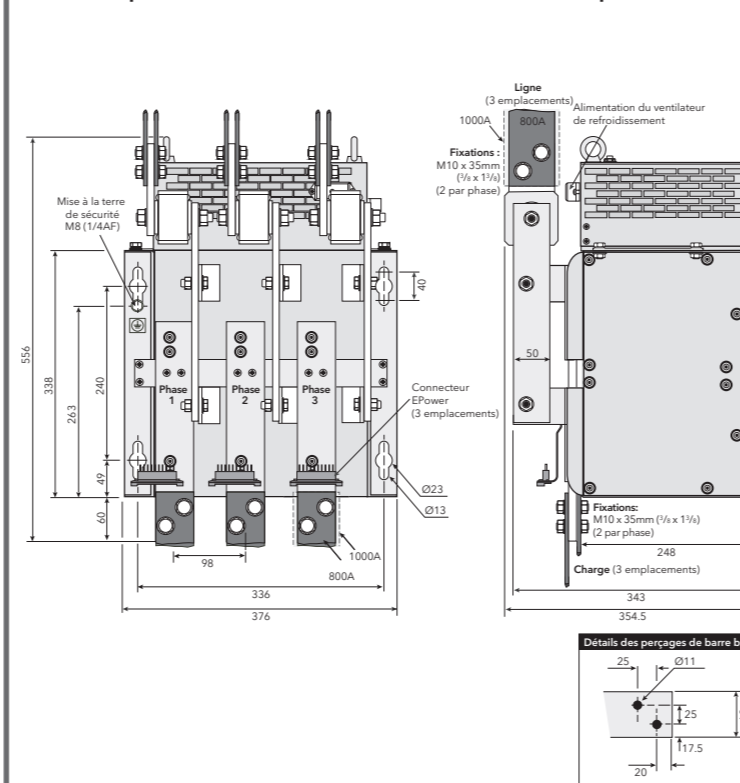 Ligne
(3 emplacements)
1000A
800A
Alimentation du ventilateur
de refroidissement
Fixations :
M10 x 35mm
(3/8 x 13/8)
(2 par phase)
Mise à la terre
de sécurité
M8 (1/4AF)
40
556
338
263
240
49
60
50
Phase
1
Phase
2
Phase
3
Connecteur
EPower
(3 emplacements)
Ø23
Ø13
1000A
800A
98
336
376
Fixations:
M10 x 35mm (3/8 x 13/8)
(2 par phase)
248
Charge (3 emplacements)
343
354.5
Détails des perçages de barre b
25
Ø11
25
17.5
20